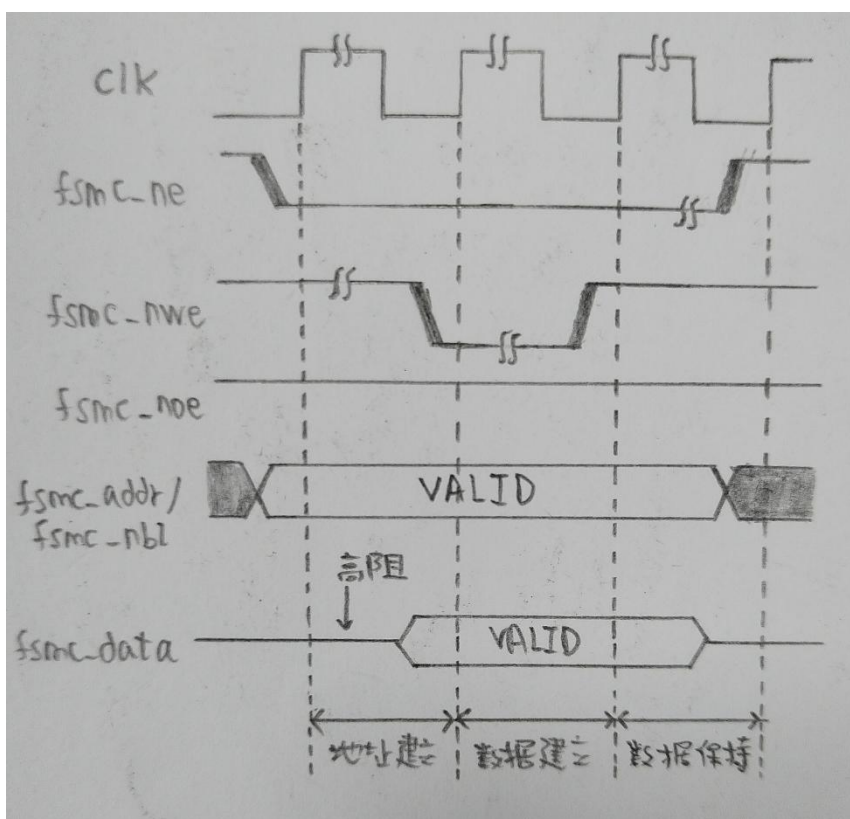 clk
fsmc_ne
fsmc_nwe
fsmc_noe
fsmc_addr/
fsmc_nbl
VALID
高阻
fsmc_data
VALID
地址建立 数据建立 数据保持